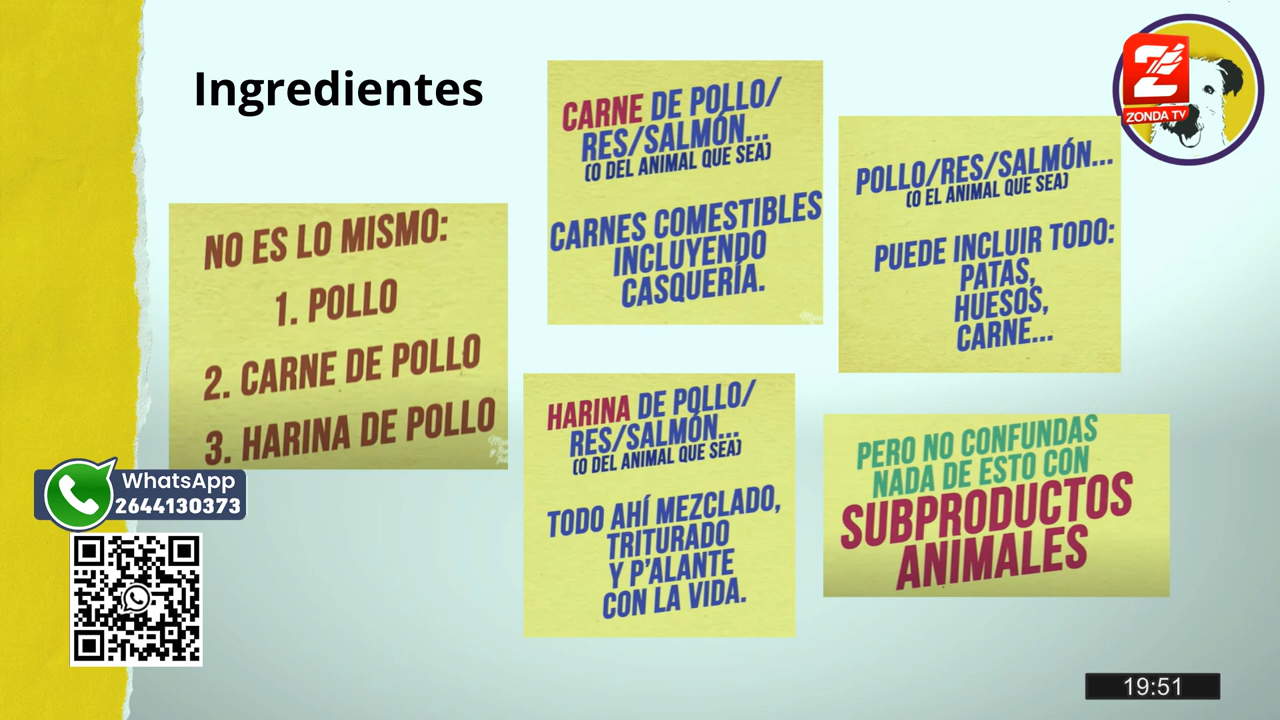 Ingredientes
NO ES LO MISMO:
1. POLLO
2. CARNE DE POLLO
3. HARINA DE POLLO
CARNE DE POLLO/
RES/SALMÓN...
(O DEL ANIMAL QUE SEA)
CARNES COMESTIBLES
INCLUYENDO
CASQUERÍA.
POLLO/RES/SALMÓN...
(O EL ANIMAL QUE SEA)
PUEDE INCLUIR TODO:
PATAS,
HUESOS,
CARNE...
HARINA DE POLLO/
RES/SALMÓN...
(O DEL ANIMAL QUE SEA)
TODO AHÍ MEZCLADO,
TRITURADO
Y P'ALANTE
CON LA VIDA.
PERO NO CONFUNDAS
NADA DE ESTO CON
SUBPRODUCTOS
ANIMALES
Z
ZONDA TV
WhatsApp
2644130373
19:51